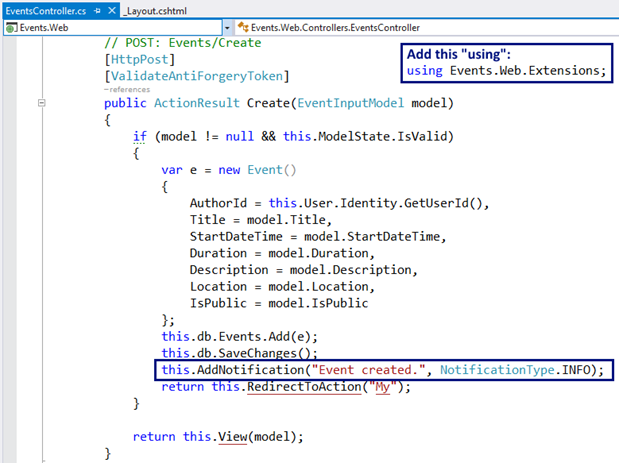 EventsController.cs
_Layout.cshtml
Events.Web
Events.Web.Controllers.EventsController
// POST: Events/Create
Add this "using":
using Events.Web.Extensions;
[HttpPost]
[ValidateAntiForgeryToken]
-references
public ActionResult Create(EventInputModel model)
{
if (model != null && this.ModelState.IsValid)
{
var e = new Event()
{
AuthorId = this.User.Identity.GetUserId(),
Title = model.Title,
StartDateTime = model.StartDateTime,
Duration = model.Duration,
Description = model.Description,
Location = model.Location,
IsPublic = model.IsPublic
};
this.db.Events.Add(e);
this.db.SaveChanges();
this.AddNotification("Event created.", NotificationType.INFO);
return this.RedirectToAction("My");
}
return this.View(model);
}